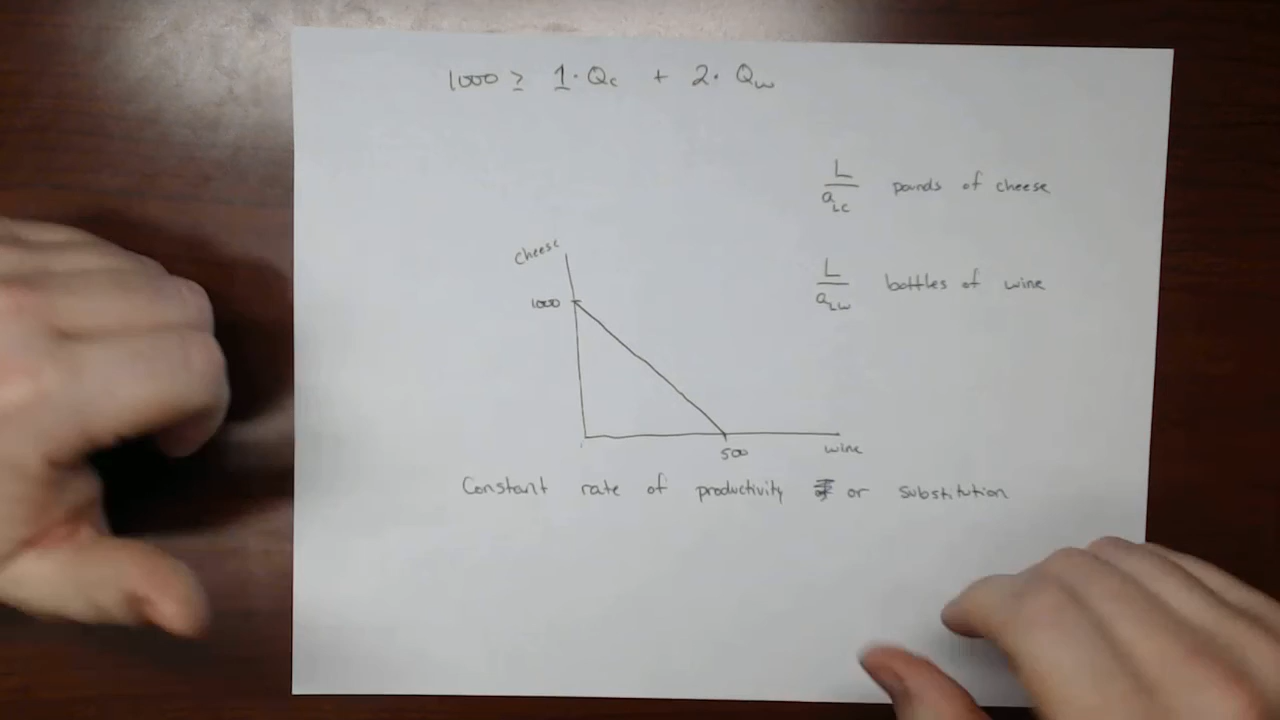 1000 ≥ 1· Qc + 2· Qw
L/aLC pounds of cheese
L/aLW bottles of wine
cheese
1000
500
wine
Constant rate of productivity or substitution